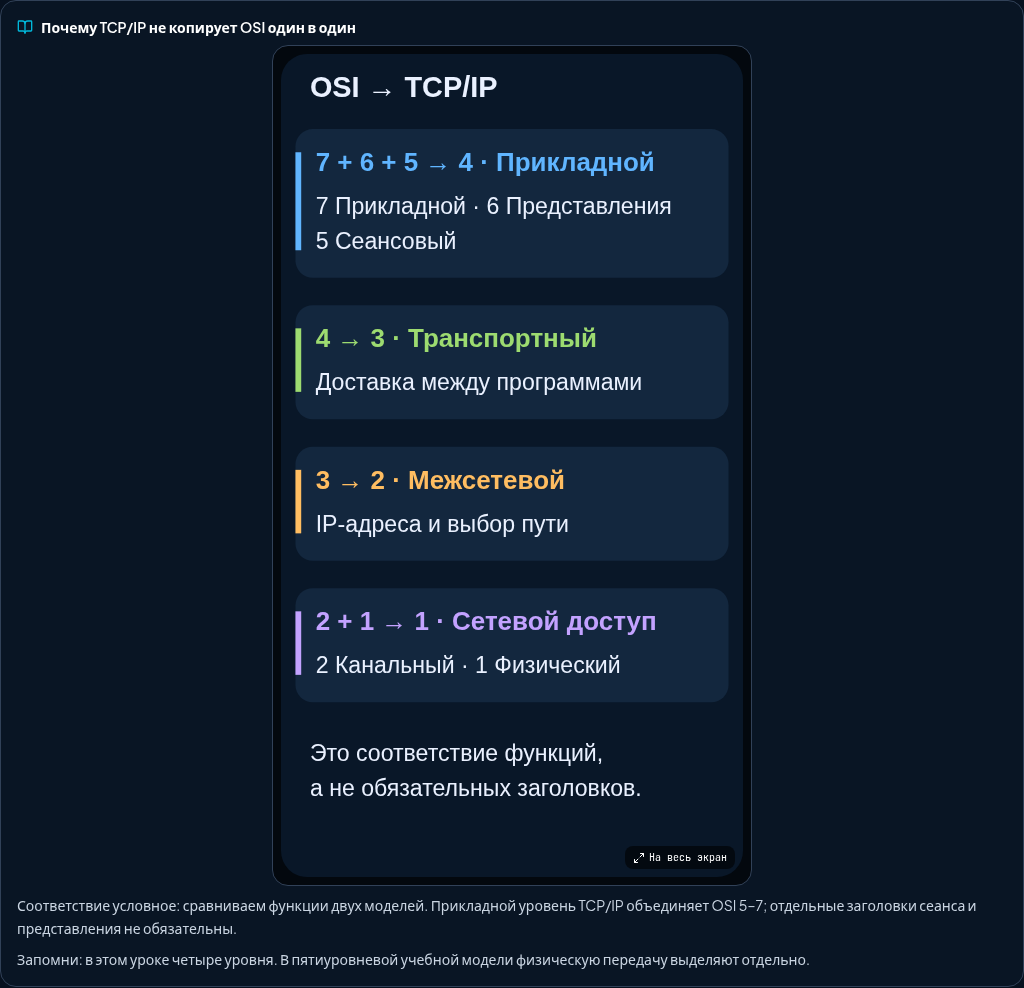 Почему TCP/IP не копирует OSI один в один
OSI → TCP/IP
7 + 6 + 5 → 4 · Прикладной
7 Прикладной · 6 Представления
5 Сеансовый
4 → 3 · Транспортный
Доставка между программами
3 → 2 · Межсетевой
IP-адреса и выбор пути
2 + 1 → 1 · Сетевой доступ
2 Канальный · 1 Физический
Это соответствие функций,
а не обязательных заголовков.
На весь экран
Соответствие условное: сравниваем функции двух моделей. Прикладной уровень TCP/IP объединяет OSI 5–7; отдельные заголовки сеанса и
представления не обязательны.
Запомни: в этом уроке четыре уровня. В пятиуровневой учебной модели физическую передачу выделяют отдельно.